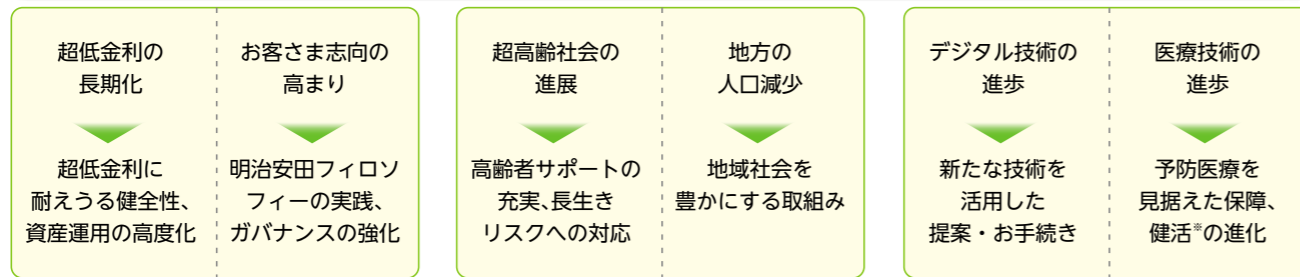 超低金利の
長期化
超低金利に
耐えうる健全性、
資産運用の高度化
お客さま志向の
高まり
明治安田フィロソ
フィーの実践、
ガバナンスの強化
超高齢社会の
進展
高齢者サポートの
充実、長生き
リスクへの対応
地方の
人口減少
地域社会を
豊かにする取組み
デジタル技術の
進歩
新たな技術を
活用した
提案・お手続き
医療技術の
進歩
予防医療を
見据えた保障、
健活※の進化